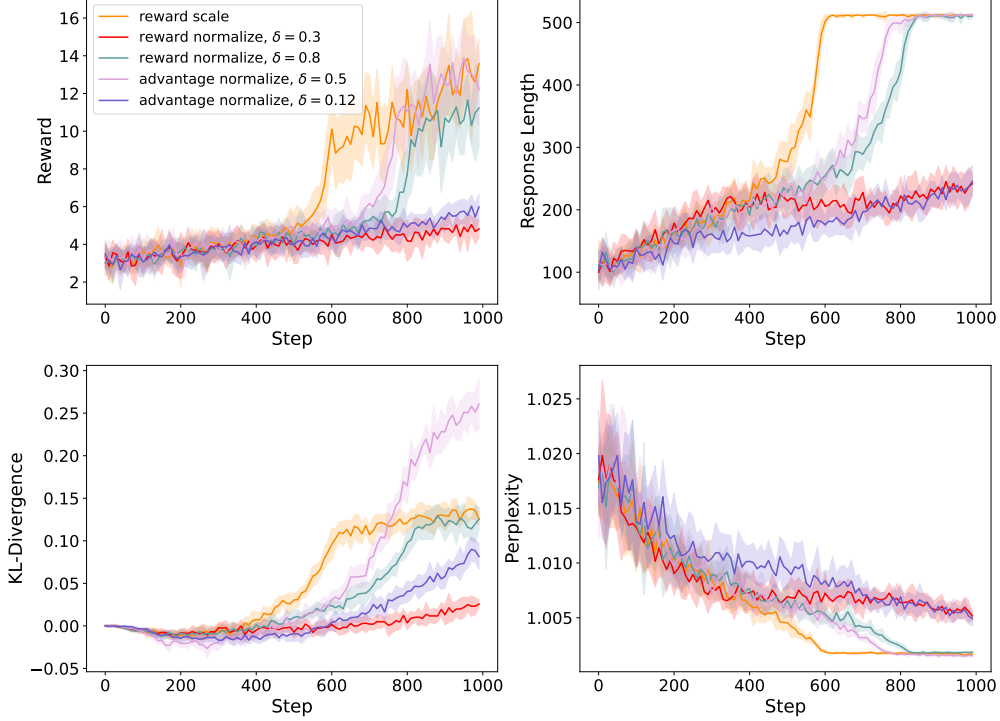 16
14
12
10
8
6
4
2
Reward
reward scale
reward normalize, δ = 0.3
reward normalize, δ = 0.8
advantage normalize, δ = 0.5
advantage normalize, δ = 0.12
0 200 400 600 800 1000
Step
500
400
300
200
100
Response Length
0 200 400 600 800 1000
Step
0.30
0.25
0.20
0.15
0.10
0.05
0.00
−0.05
KL-Divergence
0 200 400 600 800 1000
Step
1.025
1.020
1.015
1.010
1.005
Perplexity
0 200 400 600 800 1000
Step